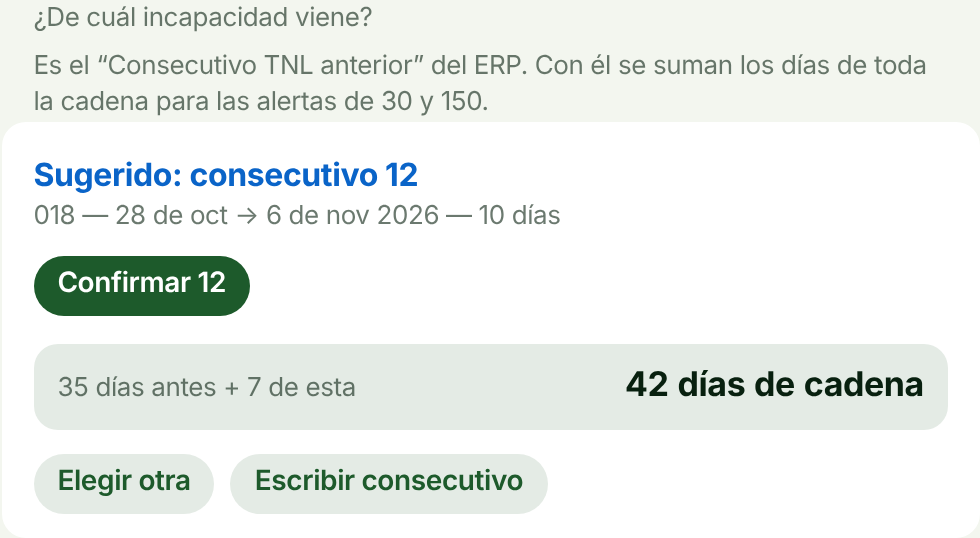 ¿De cuál incapacidad viene?
Es el “Consecutivo TNL anterior” del ERP. Con él se suman los días de toda
la cadena para las alertas de 30 y 150.
Sugerido: consecutivo 12
018 — 28 de oct → 6 de nov 2026 — 10 días
Confirmar 12
35 días antes + 7 de esta
42 días de cadena
Elegir otra
Escribir consecutivo